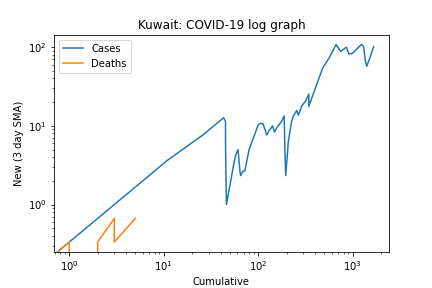 Kuwait: COVID-19 log graph
Cases
Deaths
New (3 day SMA)
10²
10¹
10⁰
10⁰ 10¹ 10² 10³
Cumulative